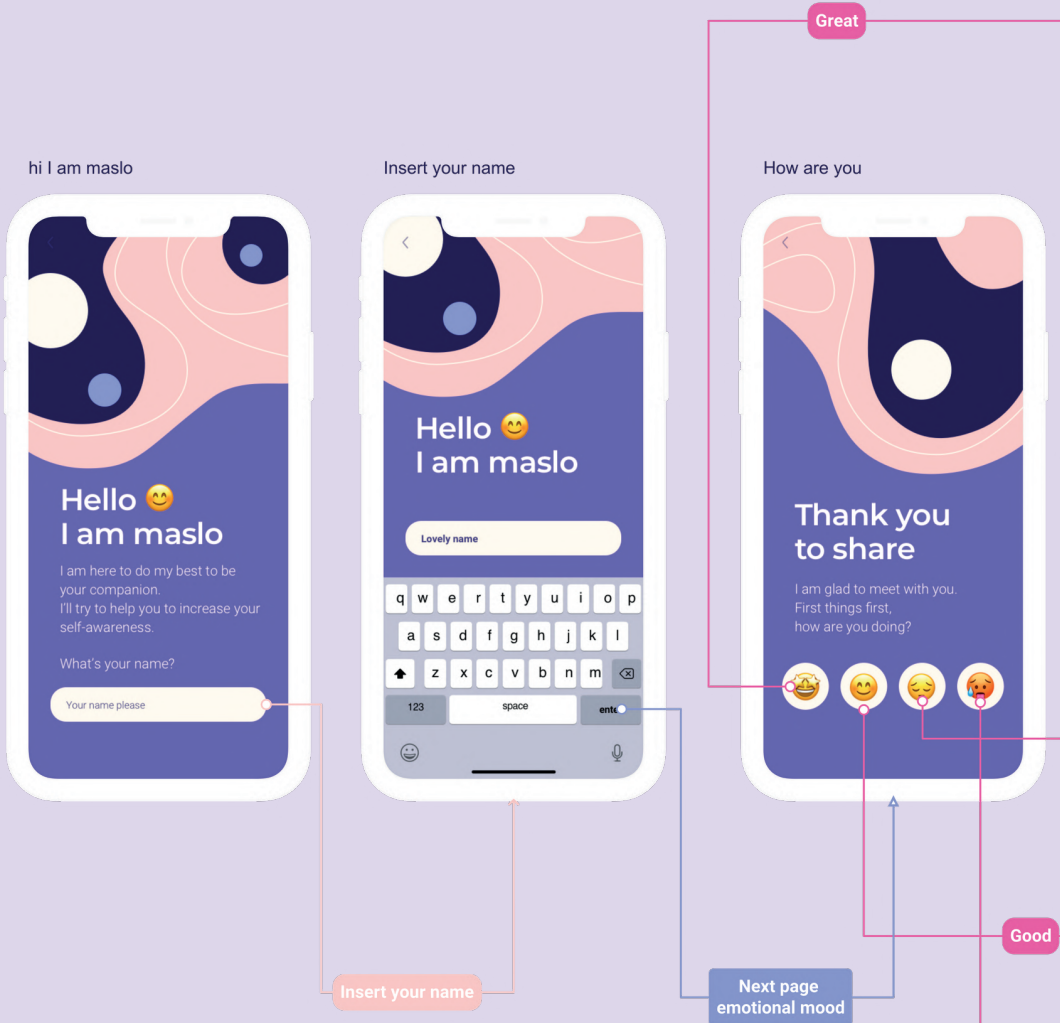 Great
hi I am maslo
Insert your name
How are you
Hello 😊
I am maslo
I am here to do my best to be
your companion.
I'll try to help you to increase your
self-awareness.
What's your name?
Your name please
Hello 😊
I am maslo
Lovely name
q w e r t y u i o p
a s d f g h j k l
z x c v b n m
123 space enter
Thank you
to share
I am glad to meet with you.
First things first,
how are you doing?
Good
Insert your name
Next page
emotional mood